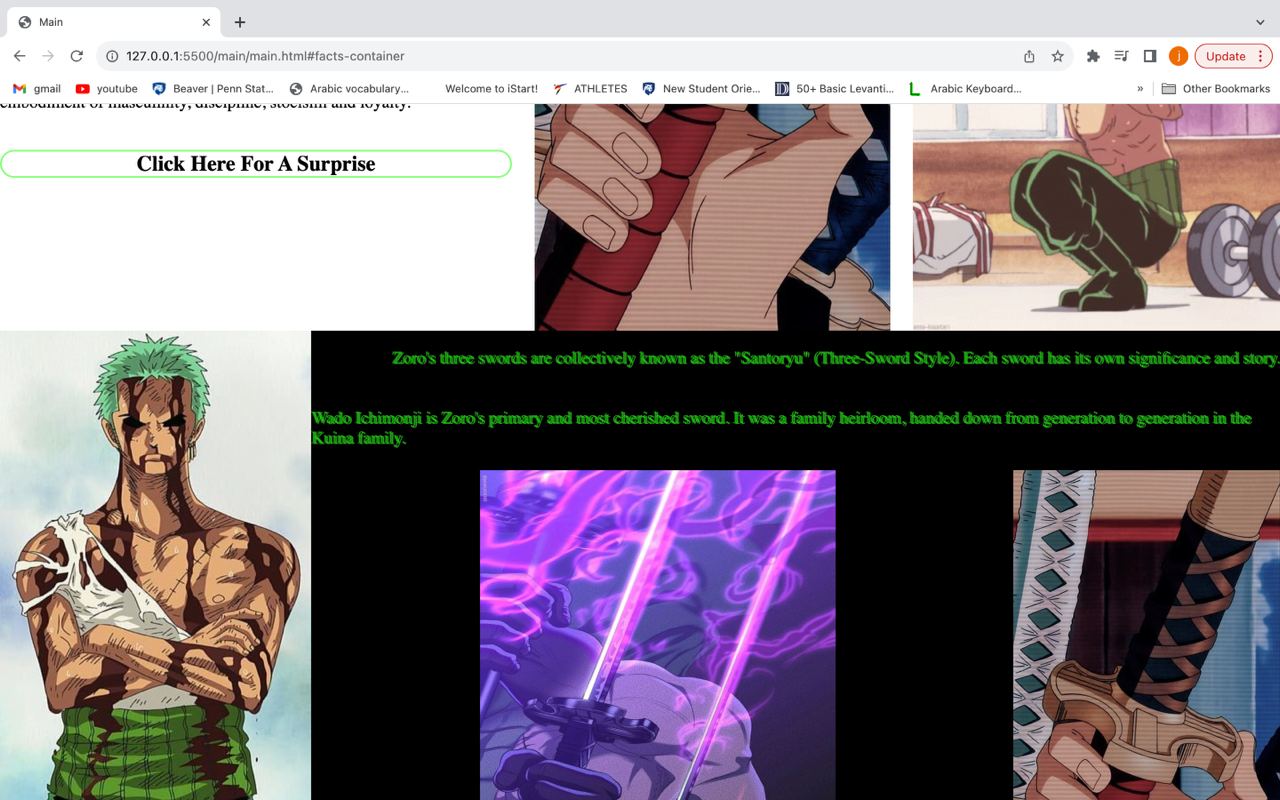 Main
127.0.0.1:5500/main/main.html#facts-container
j
Update
gmail
youtube
Beaver | Penn Stat...
Arabic vocabulary...
Welcome to iStart!
ATHLETES
New Student Orie...
50+ Basic Levanti...
Arabic Keyboard...
»
Other Bookmarks
embodiment of masculinity, discipline, stoicism and loyalty.
Click Here For A Surprise
Zoro's three swords are collectively known as the "Santoryu" (Three-Sword Style). Each sword has its own significance and story.
Wado Ichimonji is Zoro's primary and most cherished sword. It was a family heirloom, handed down from generation to generation in the
Kuina family.